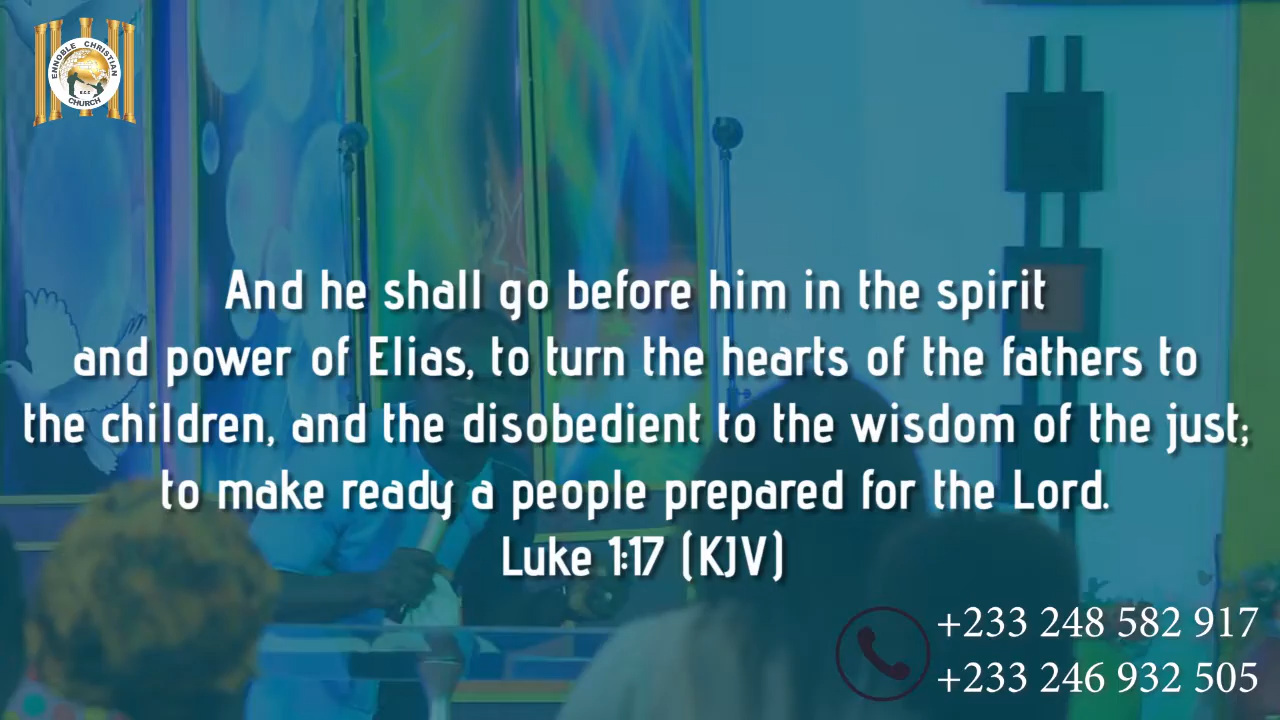 ENNOBLE CHRISTIAN
E.C.C
CHURCH
And he shall go before him in the spirit
and power of Elias, to turn the hearts of the fathers to
the children, and the disobedient to the wisdom of the just;
to make ready a people prepared for the Lord.
Luke 1:17 (KJV)
+233 248 582 917
+233 246 932 505